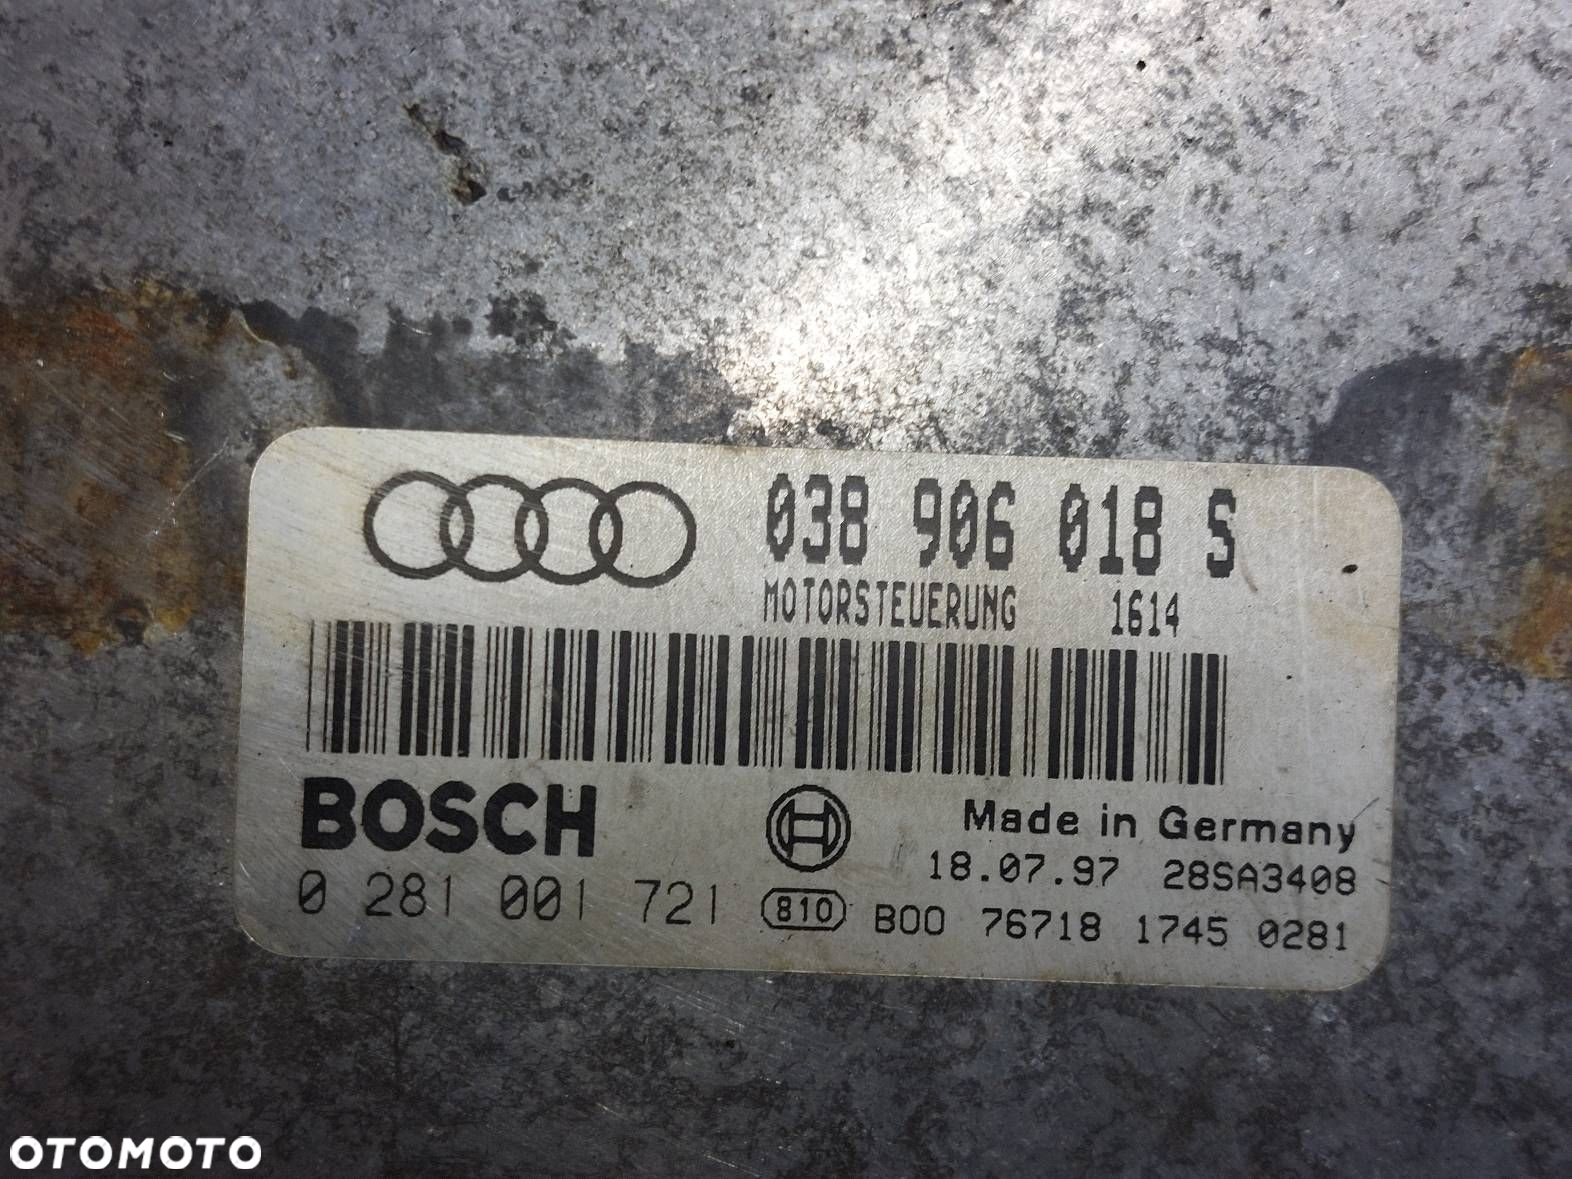 038 906 018 S
MOTORSTEUERUNG 1614
BOSCH
Made in Germany
18.07.97 28SA3408
0 281 001 721 810 B00 76718 1745 0281
OTOMOTO